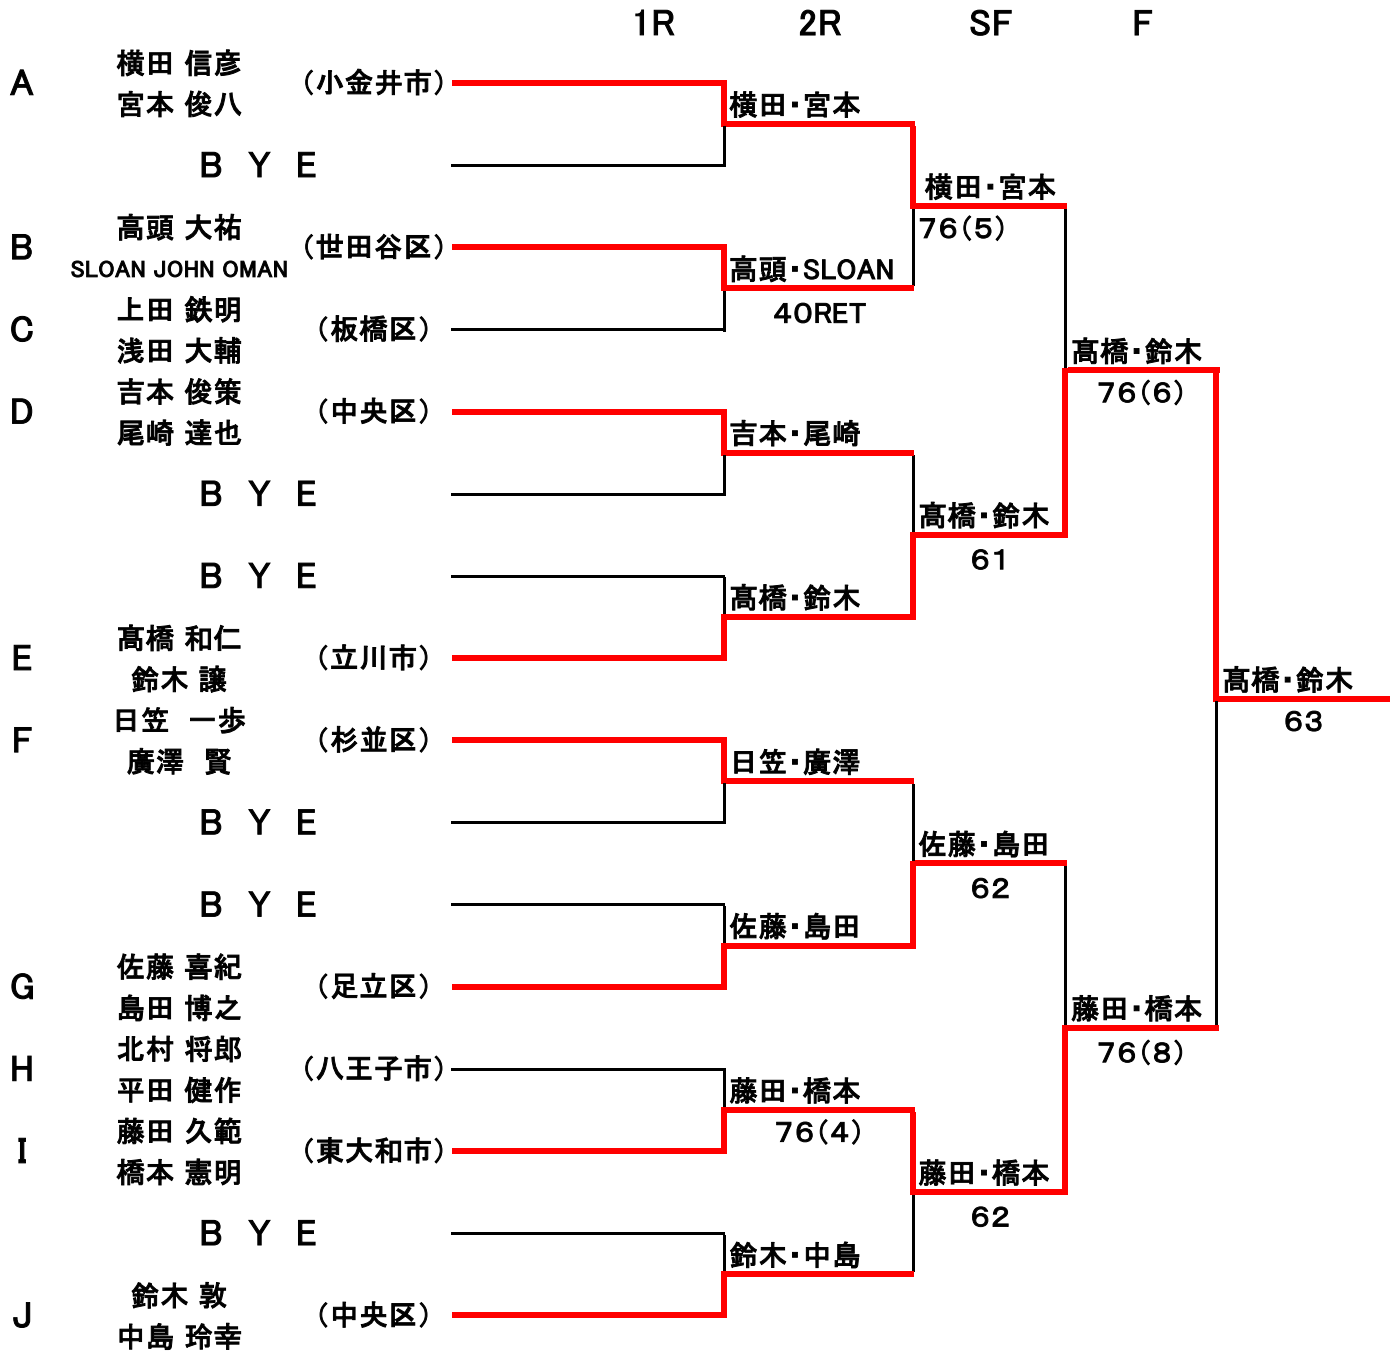 1R 2R SF F
A 横田 信彦 (小金井市)
宮本 俊八
横田・宮本
B Y E
横田・宮本
76(5)
B 高頭 大祐 (世田谷区)
SLOAN JOHN OMAN
高頭・SLOAN
40RET
C 上田 鉄明 (板橋区)
浅田 大輔
髙橋・鈴木
76(6)
D 吉本 俊策 (中央区)
尾崎 達也
吉本・尾崎
B Y E
髙橋・鈴木
61
B Y E
髙橋・鈴木
E 髙橋 和仁 (立川市)
鈴木 譲
髙橋・鈴木
63
F 日笠 一歩 (杉並区)
廣澤 賢
日笠・廣澤
B Y E
佐藤・島田
62
B Y E
佐藤・島田
G 佐藤 喜紀 (足立区)
島田 博之
藤田・橋本
76(8)
H 北村 将郎 (八王子市)
平田 健作
藤田・橋本
76(4)
I 藤田 久範 (東大和市)
橋本 憲明
藤田・橋本
62
B Y E
鈴木・中島
J 鈴木 敦 (中央区)
中島 玲幸